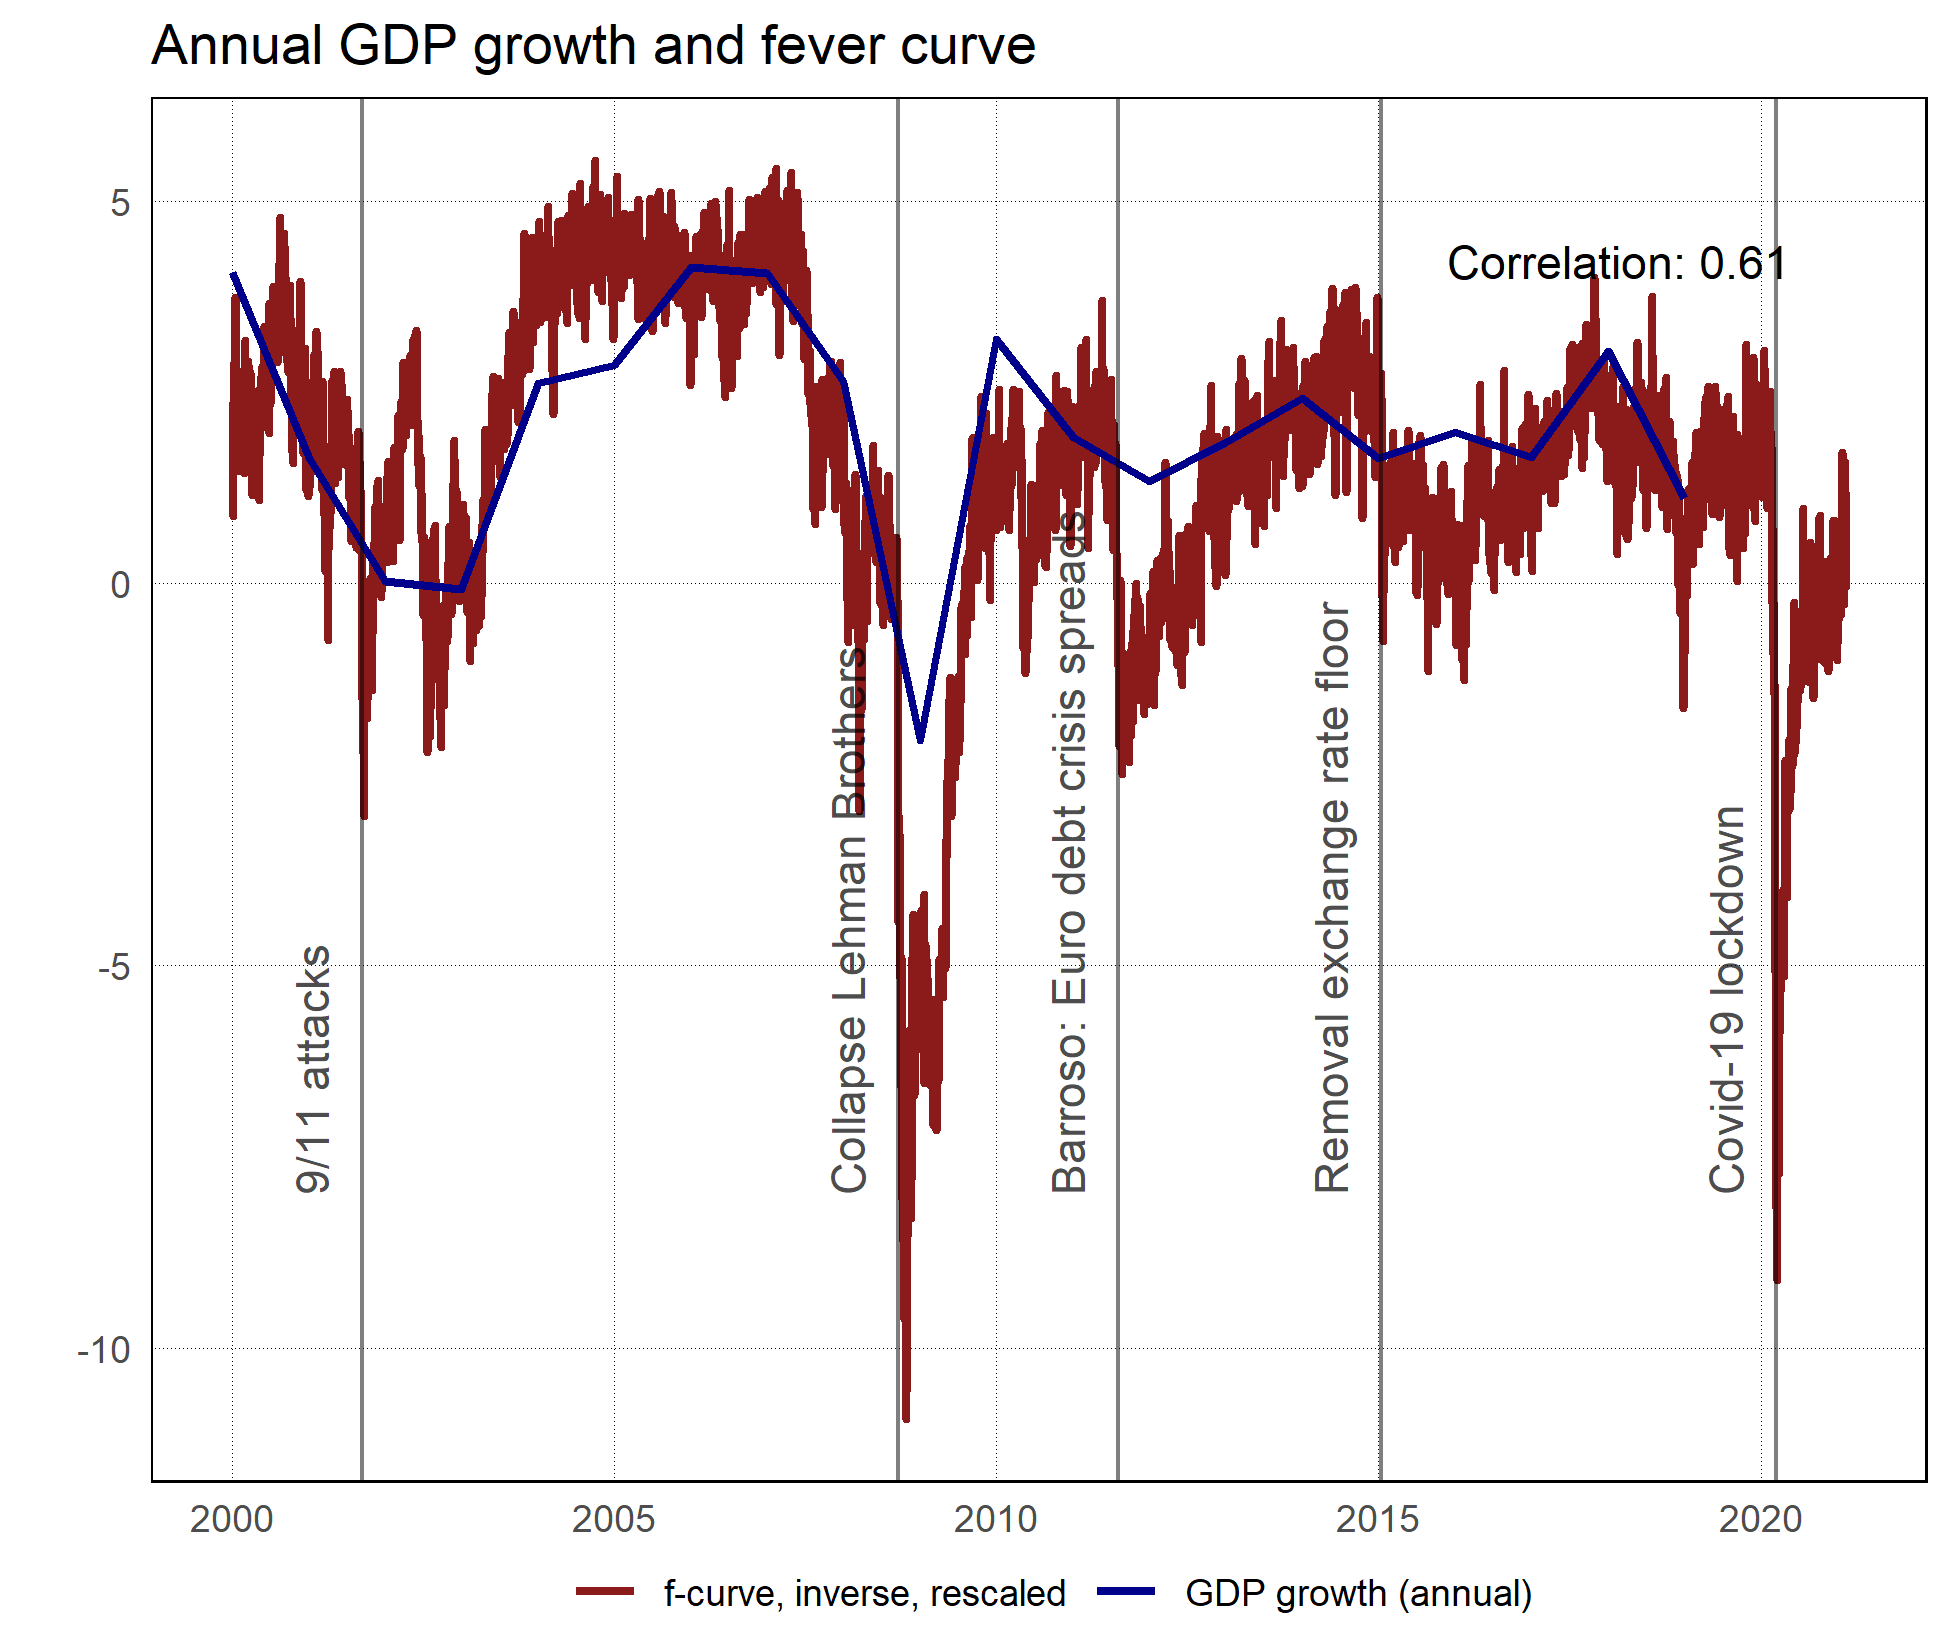 Annual GDP growth and fever curve
5
0
-5
-10
Correlation: 0.61
9/11 attacks
Collapse Lehman Brothers
Barroso: Euro debt crisis spreads
Removal exchange rate floor
Covid-19 lockdown
2000 2005 2010 2015 2020
f-curve, inverse, rescaled GDP growth (annual)